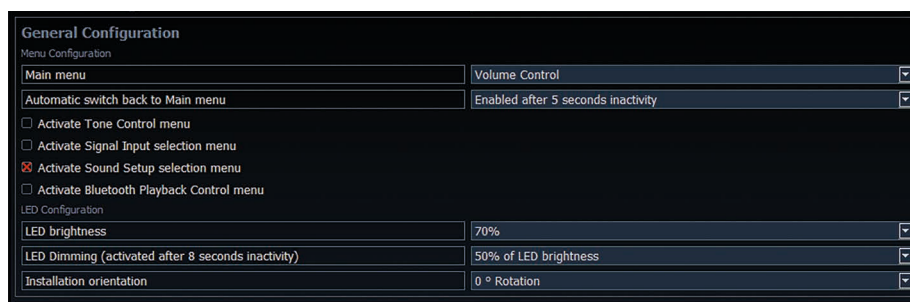 General Configuration
Menu Configuration
Main menu Volume Control
Automatic switch back to Main menu Enabled after 5 seconds inactivity
Activate Tone Control menu
Activate Signal Input selection menu
Activate Sound Setup selection menu
Activate Bluetooth Playback Control menu
LED Configuration
LED brightness 70%
LED Dimming (activated after 8 seconds inactivity) 50% of LED brightness
Installation orientation 0 º Rotation